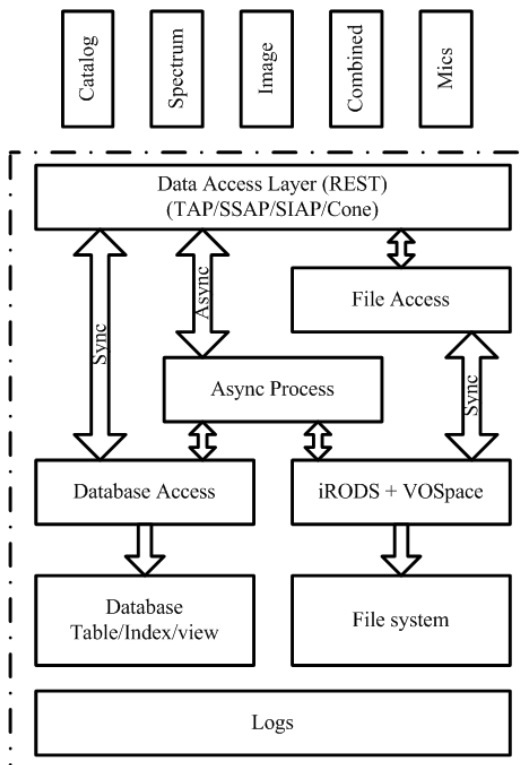 Catalog
Spectrum
Image
Combined
Mics
Data Access Layer (REST)
(TAP/SSAP/SIAP/Cone)
Sync
Async
File Access
Async Process
Sync
Database Access
iRODS + VOSpace
Database
Table/Index/view
File system
Logs